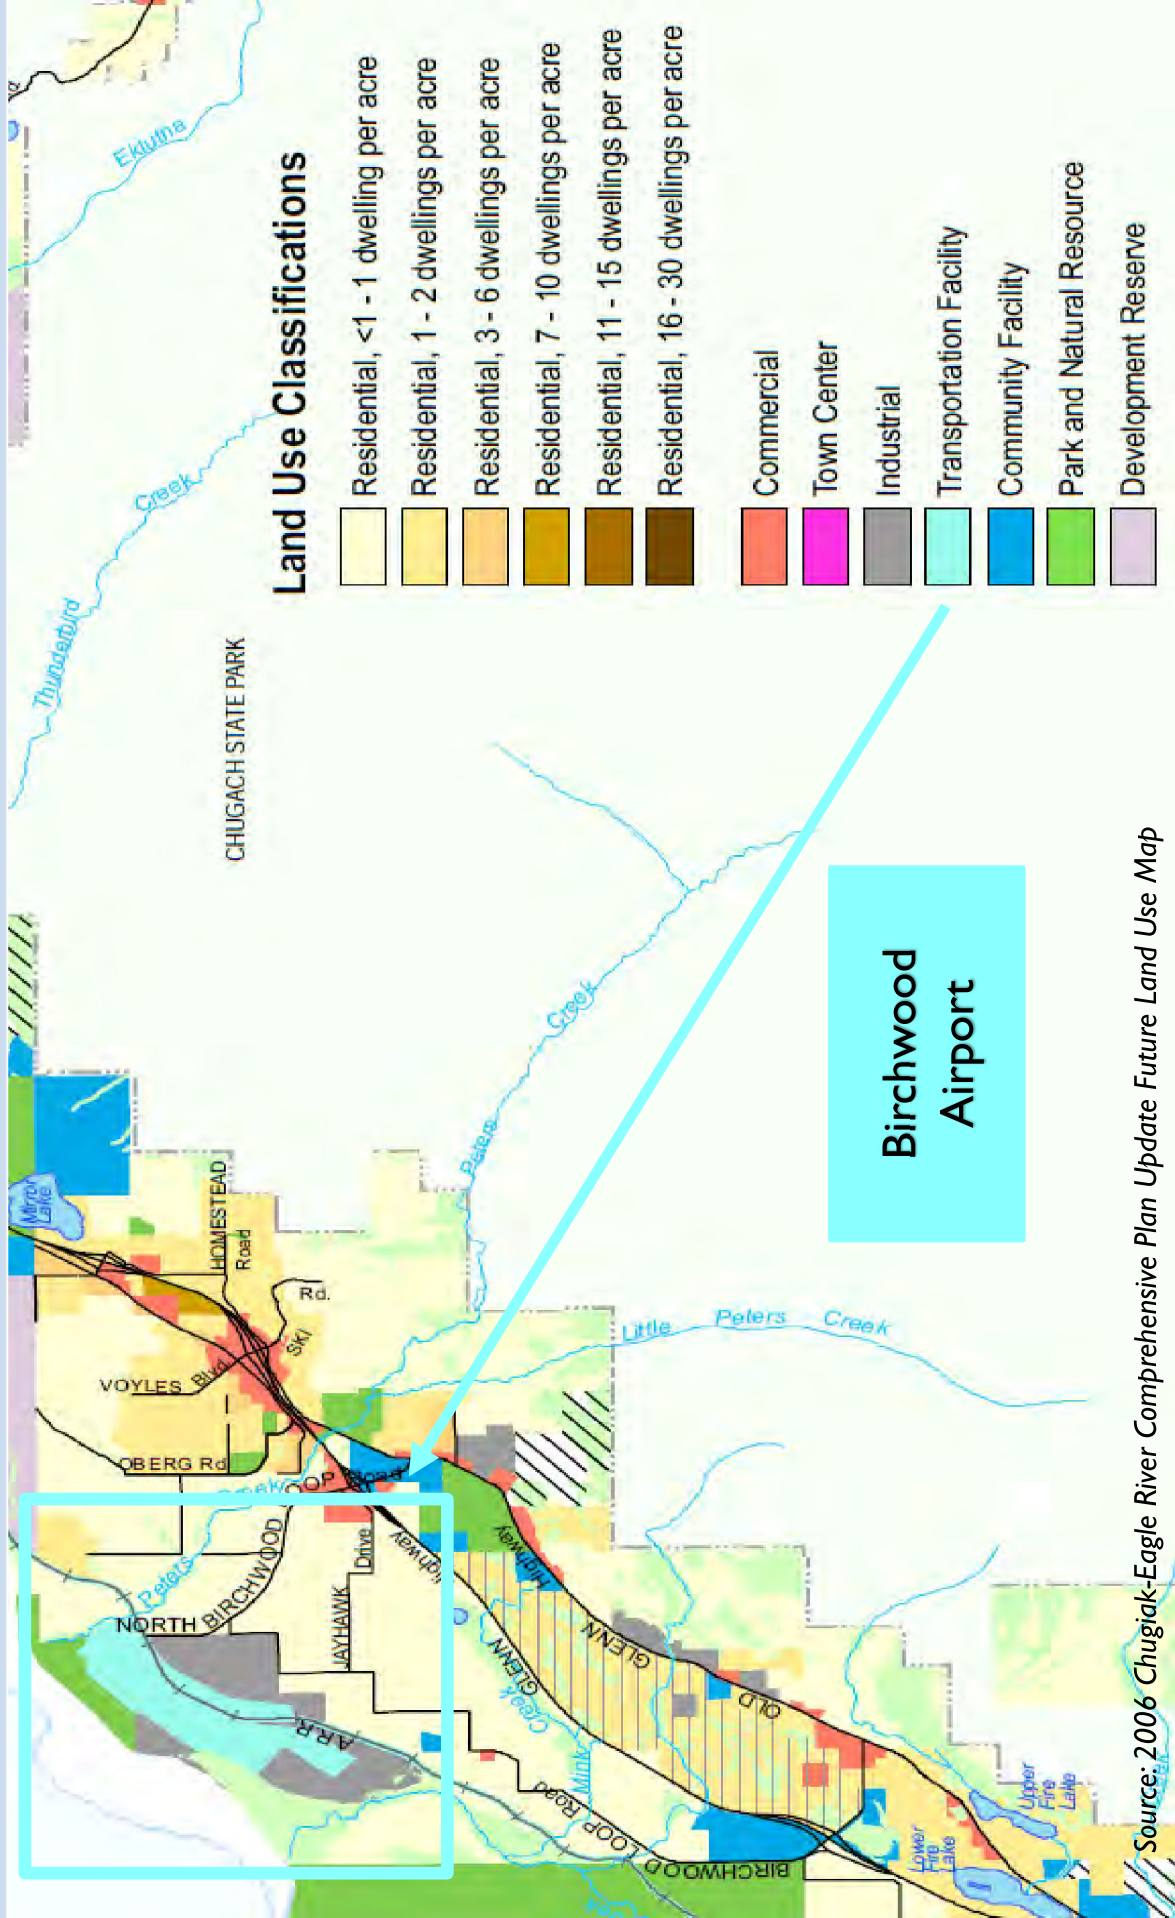 Eklutna
Thunderbird
Creek
CHUGACH STATE PARK
Land Use Classifications
Residential, <1 - 1 dwelling per acre
Residential, 1 - 2 dwellings per acre
Residential, 3 - 6 dwellings per acre
Residential, 7 - 10 dwellings per acre
Residential, 11 - 15 dwellings per acre
Residential, 16 - 30 dwellings per acre
Commercial
Town Center
Industrial
Transportation Facility
Community Facility
Park and Natural Resource
Development Reserve
Mirror
Lake
HOMESTEAD
Road
Rd.
SKI
VOYLES Blvd
OBERG Rd
Peters
Creek
Little Peters Creek
Peters
Creek
NORTH BIRCHWOOD LOOP Road
JAYHAWK
Drive
ARR
GLENN
Highway
OLD
GLENN
Highway
Mink
Creek
BIRCHWOOD LOOP Road
Lower
Fire
Lake
Upper
Fire
Lake
Birchwood
Airport
Source: 2006 Chugiak-Eagle River Comprehensive Plan Update Future Land Use Map